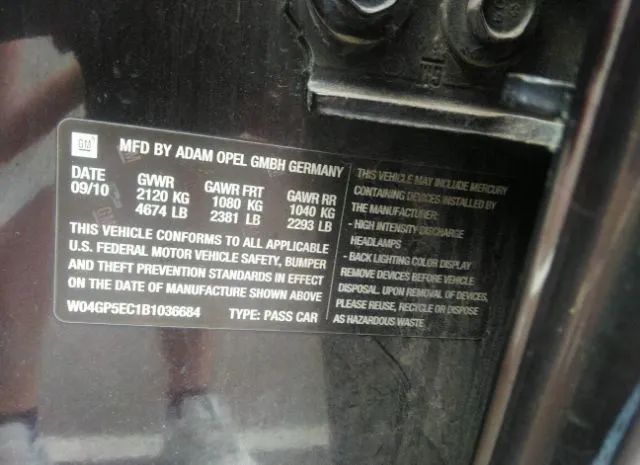 GM
MFD BY ADAM OPEL GMBH GERMANY
DATE GVWR GAWR FRT GAWR RR
09/10 2120 KG 1080 KG 1040 KG
4674 LB 2381 LB 2293 LB
THIS VEHICLE CONFORMS TO ALL APPLICABLE
U.S. FEDERAL MOTOR VEHICLE SAFETY, BUMPER
AND THEFT PREVENTION STANDARDS IN EFFECT
ON THE DATE OF MANUFACTURE SHOWN ABOVE
W04GP5EC1B1036684 TYPE: PASS CAR
THIS VEHICLE MAY INCLUDE MERCURY
CONTAINING DEVICES INSTALLED BY
THE MANUFACTURER:
- HIGH INTENSITY DISCHARGE
HEADLAMPS
- BACK LIGHTING COLOR DISPLAY
REMOVE DEVICES BEFORE VEHICLE
DISPOSAL. UPON REMOVAL OF DEVICES,
PLEASE REUSE, RECYCLE OR DISPOSE
AS HAZARDOUS WASTE